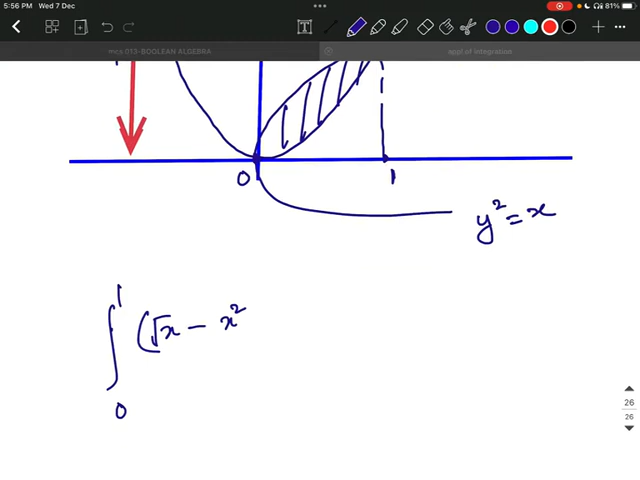 5:56 PM Wed 7 Dec
81%
mcs 013-BOOLEAN ALGEBRA
appl of integration
0
1
y² = x
∫₀¹ (√x − x²
26
26